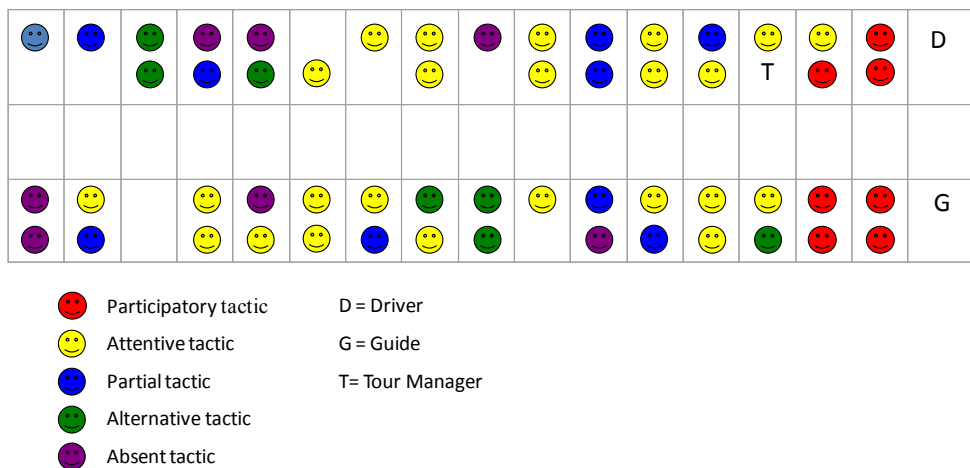 D
T
G
Participatory tactic
D = Driver
Attentive tactic
G = Guide
Partial tactic
T= Tour Manager
Alternative tactic
Absent tactic